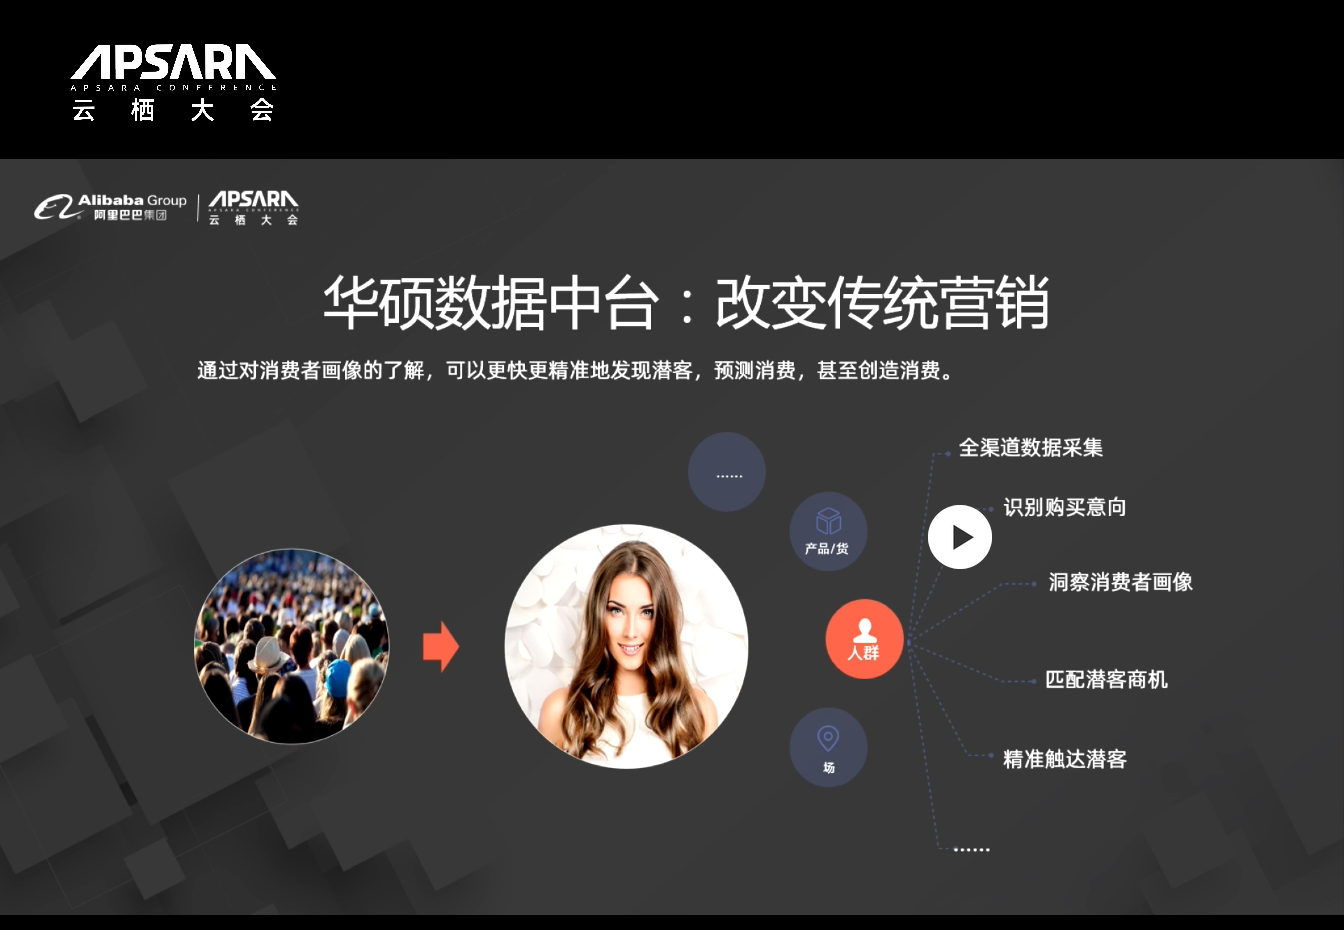 APSARA
APSARA CONFERENCE
云栖大会
Alibaba Group
阿里巴巴集团
APSARA
APSARA CONFERENCE
云栖大会
华硕数据中台：改变传统营销
通过对消费者画像的了解，可以更快更精准地发现潜客，预测消费，甚至创造消费。
……
产品/货
人群
场
全渠道数据采集
识别购买意向
洞察消费者画像
匹配潜客商机
精准触达潜客
……